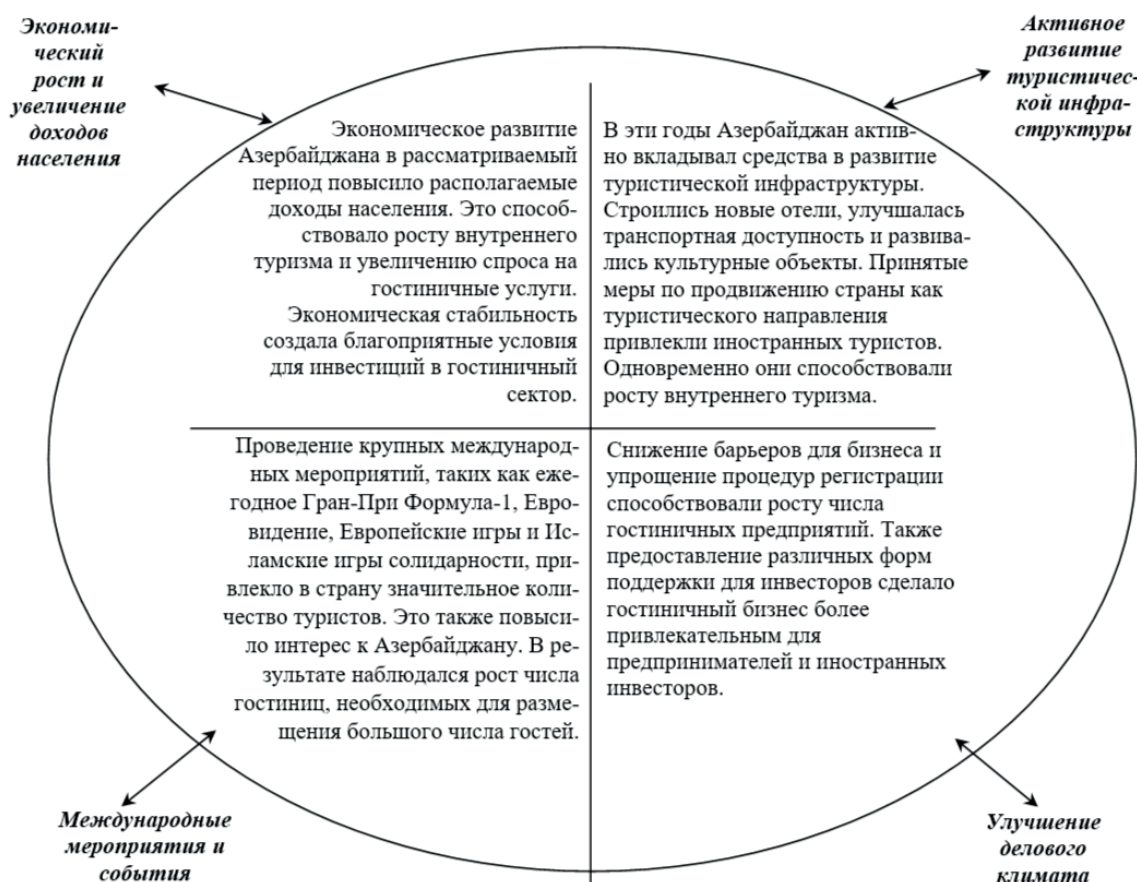 Экономи-
ческий
рост и
увеличение
доходов
населения
Активное
развитие
туристичес-
кой инфра-
структуры
Экономическое развитие
Азербайджана в рассматриваемый
период повысило располагаемые
доходы населения. Это способ-
ствовало росту внутреннего
туризма и увеличению спроса на
гостиничные услуги.
Экономическая стабильность
создала благоприятные условия
для инвестиций в гостиничный
сектор.
В эти годы Азербайджан актив-
но вкладывал средства в развитие
туристической инфраструктуры.
Строились новые отели, улучшалась
транспортная доступность и развива-
лись культурные объекты. Принятые
меры по продвижению страны как
туристического направления
привлекли иностранных туристов.
Одновременно они способствовали
росту внутреннего туризма.
Проведение крупных международ-
ных мероприятий, таких как еже-
годное Гран-При Формула-1, Евро-
видение, Европейские игры и Ис-
ламские игры солидарности, при-
влекло в страну значительное коли-
чество туристов. Это также повыси-
ло интерес к Азербайджану. В ре-
зультате наблюдался рост числа
гостиниц, необходимых для разме-
щения большого числа гостей.
Снижение барьеров для бизнеса и
упрощение процедур регистрации
способствовали росту числа
гостиничных предприятий. Также
предоставление различных форм
поддержки для инвесторов сделало
гостиничный бизнес более
привлекательным для
предпринимателей и иностранных
инвесторов.
Международные
мероприятия и
события
Улучшение
делового
климата